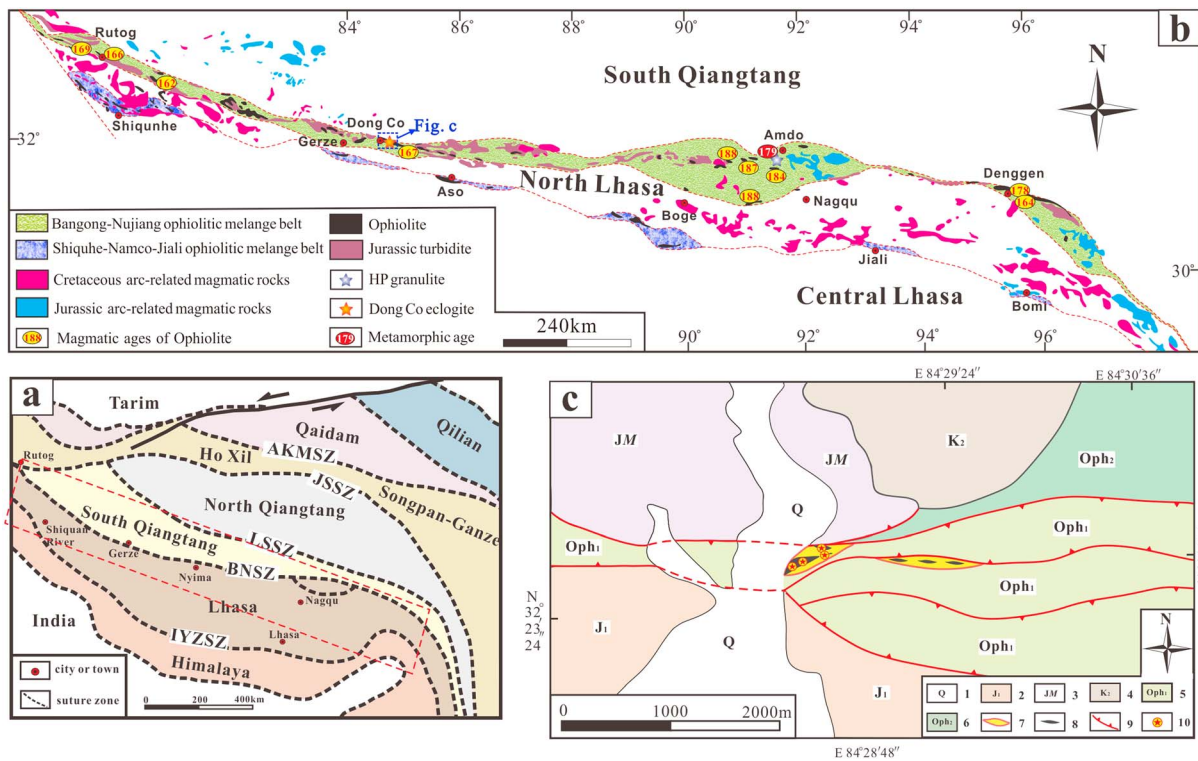 84°
86°
88°
90°
92°
b
Rutog
169
166
162
South Qiangtang
N
Shiqunhe
Dong Co
Fig. c
Amdo
32°
Gerze
167
188
179
187
184
Denggen
North Lhasa
178
Aso
188
164
Nagqu
Boge
Bangong-Nujiang ophiolitic melange belt
Ophiolite
Shiquhe-Namco-Jiali ophiolitic melange belt
Jurassic turbidite
Jiali
Cretaceous arc-related magmatic rocks
HP granulite
30°
Central Lhasa
Bomi
Jurassic arc-related magmatic rocks
Dong Co eclogite
188
Magmatic ages of Ophiolite
179
Metamorphic age
240km
90°
92°
94°
96°
a
Tarim
Qaidam
Qilian
Rutog
Ho Xil
AKMSZ
JSSZ
Songpan-Ganze
North Qiangtang
South Qiangtang
Shiquan
River
LSSZ
Gerze
BNSZ
Nyima
Nagqu
Lhasa
India
IYZSZ
Lhasa
Himalaya
city or town
suture zone
0
200
400km
E 84°29′24″
E 84°30′36″
c
JM
JM
K₂
Oph₂
Q
Oph₁
Oph₁
Oph₁
N
32°
23′
24″
Oph₁
J₁
Q
J₁
N
0
1000
2000m
Q 1
J₁ 2
JM 3
K₂ 4
Oph₁ 5
Oph₂ 6
7
8
9
10
E 84°28′48″